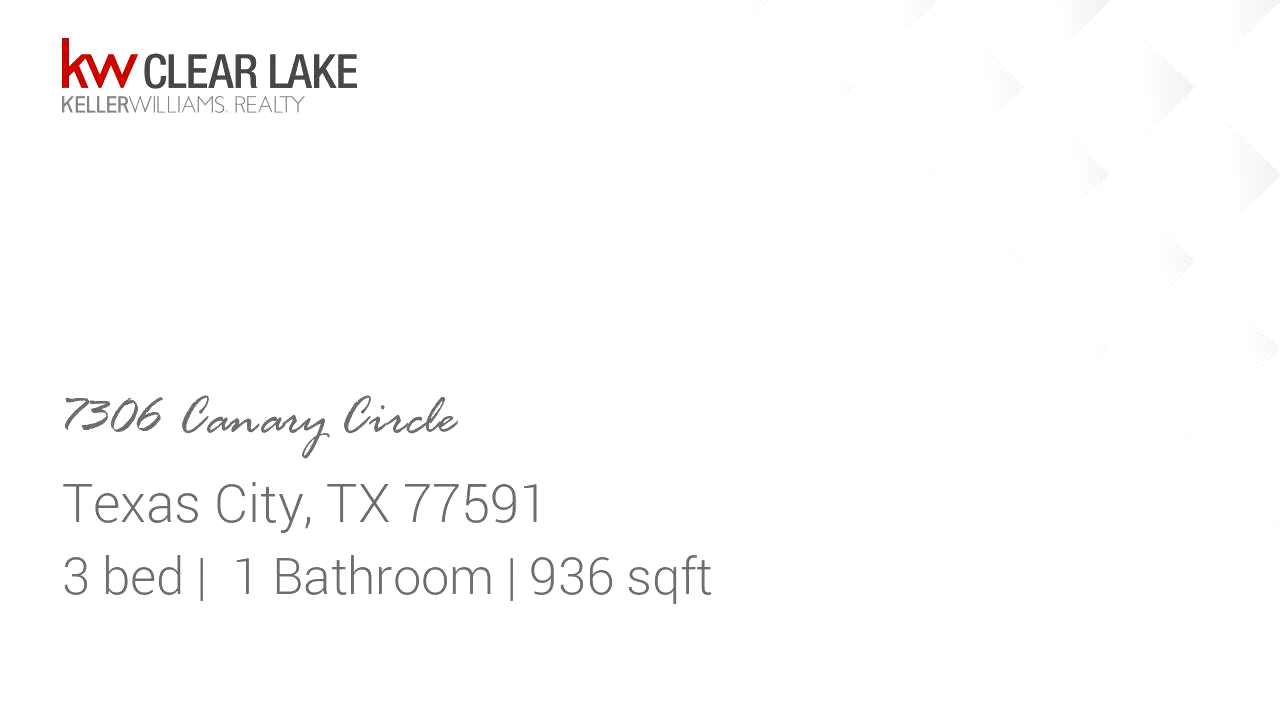 kw CLEAR LAKE
KELLERWILLIAMS. REALTY
7306 Canary Circle
Texas City, TX 77591
3 bed | 1 Bathroom | 936 sqft